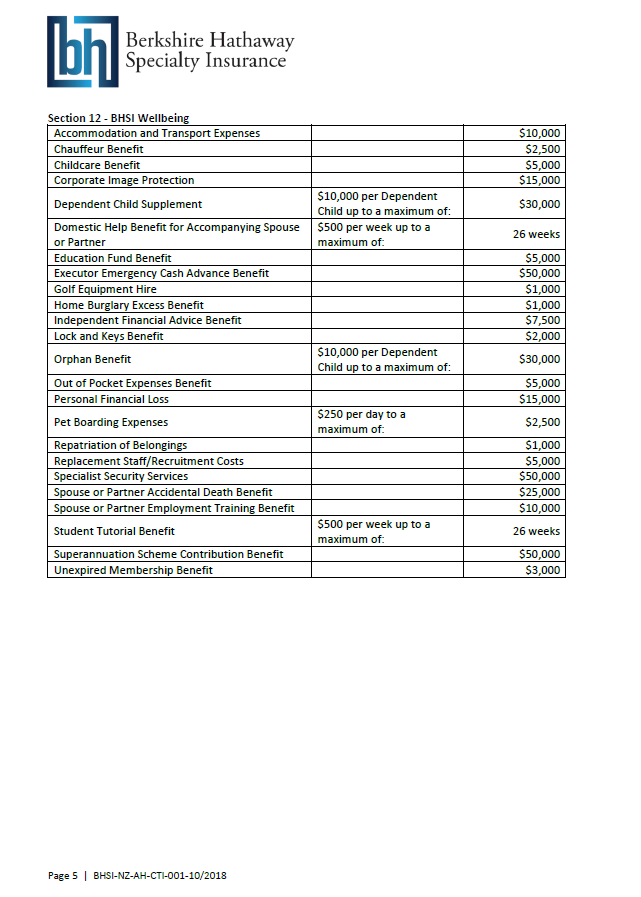 bh
Berkshire Hathaway
Specialty Insurance
Section 12 - BHSI Wellbeing
Accommodation and Transport Expenses $10,000
Chauffeur Benefit $2,500
Childcare Benefit $5,000
Corporate Image Protection $15,000
Dependent Child Supplement $10,000 per Dependent
Child up to a maximum of: $30,000
Domestic Help Benefit for Accompanying Spouse
or Partner $500 per week up to a
maximum of: 26 weeks
Education Fund Benefit $5,000
Executor Emergency Cash Advance Benefit $50,000
Golf Equipment Hire $1,000
Home Burglary Excess Benefit $1,000
Independent Financial Advice Benefit $7,500
Lock and Keys Benefit $2,000
Orphan Benefit $10,000 per Dependent
Child up to a maximum of: $30,000
Out of Pocket Expenses Benefit $5,000
Personal Financial Loss $15,000
Pet Boarding Expenses $250 per day to a
maximum of: $2,500
Repatriation of Belongings $1,000
Replacement Staff/Recruitment Costs $5,000
Specialist Security Services $50,000
Spouse or Partner Accidental Death Benefit $25,000
Spouse or Partner Employment Training Benefit $10,000
Student Tutorial Benefit $500 per week up to a
maximum of: 26 weeks
Superannuation Scheme Contribution Benefit $50,000
Unexpired Membership Benefit $3,000
Page 5 | BHSI-NZ-AH-CTI-001-10/2018